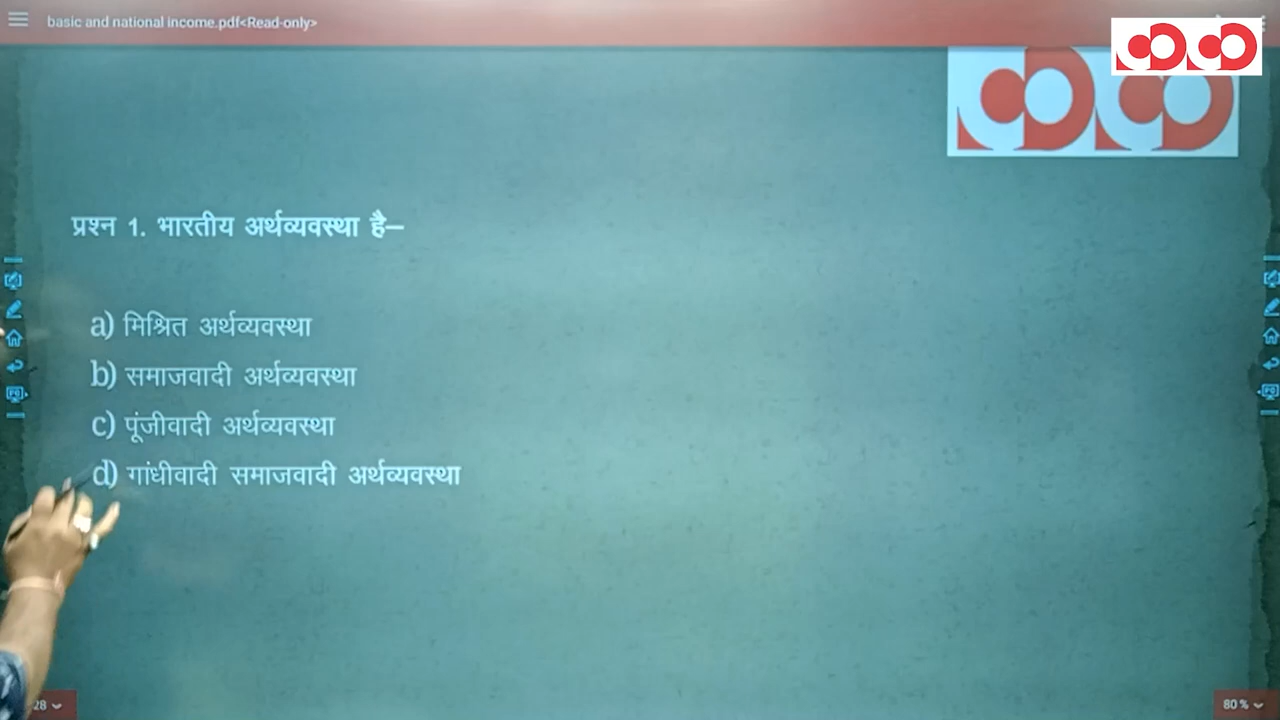 basic and national income.pdf<Read-only>
प्रश्न 1. भारतीय अर्थव्यवस्था है–
a) मिश्रित अर्थव्यवस्था
b) समाजवादी अर्थव्यवस्था
c) पूंजीवादी अर्थव्यवस्था
d) गांधीवादी समाजवादी अर्थव्यवस्था
28
80%